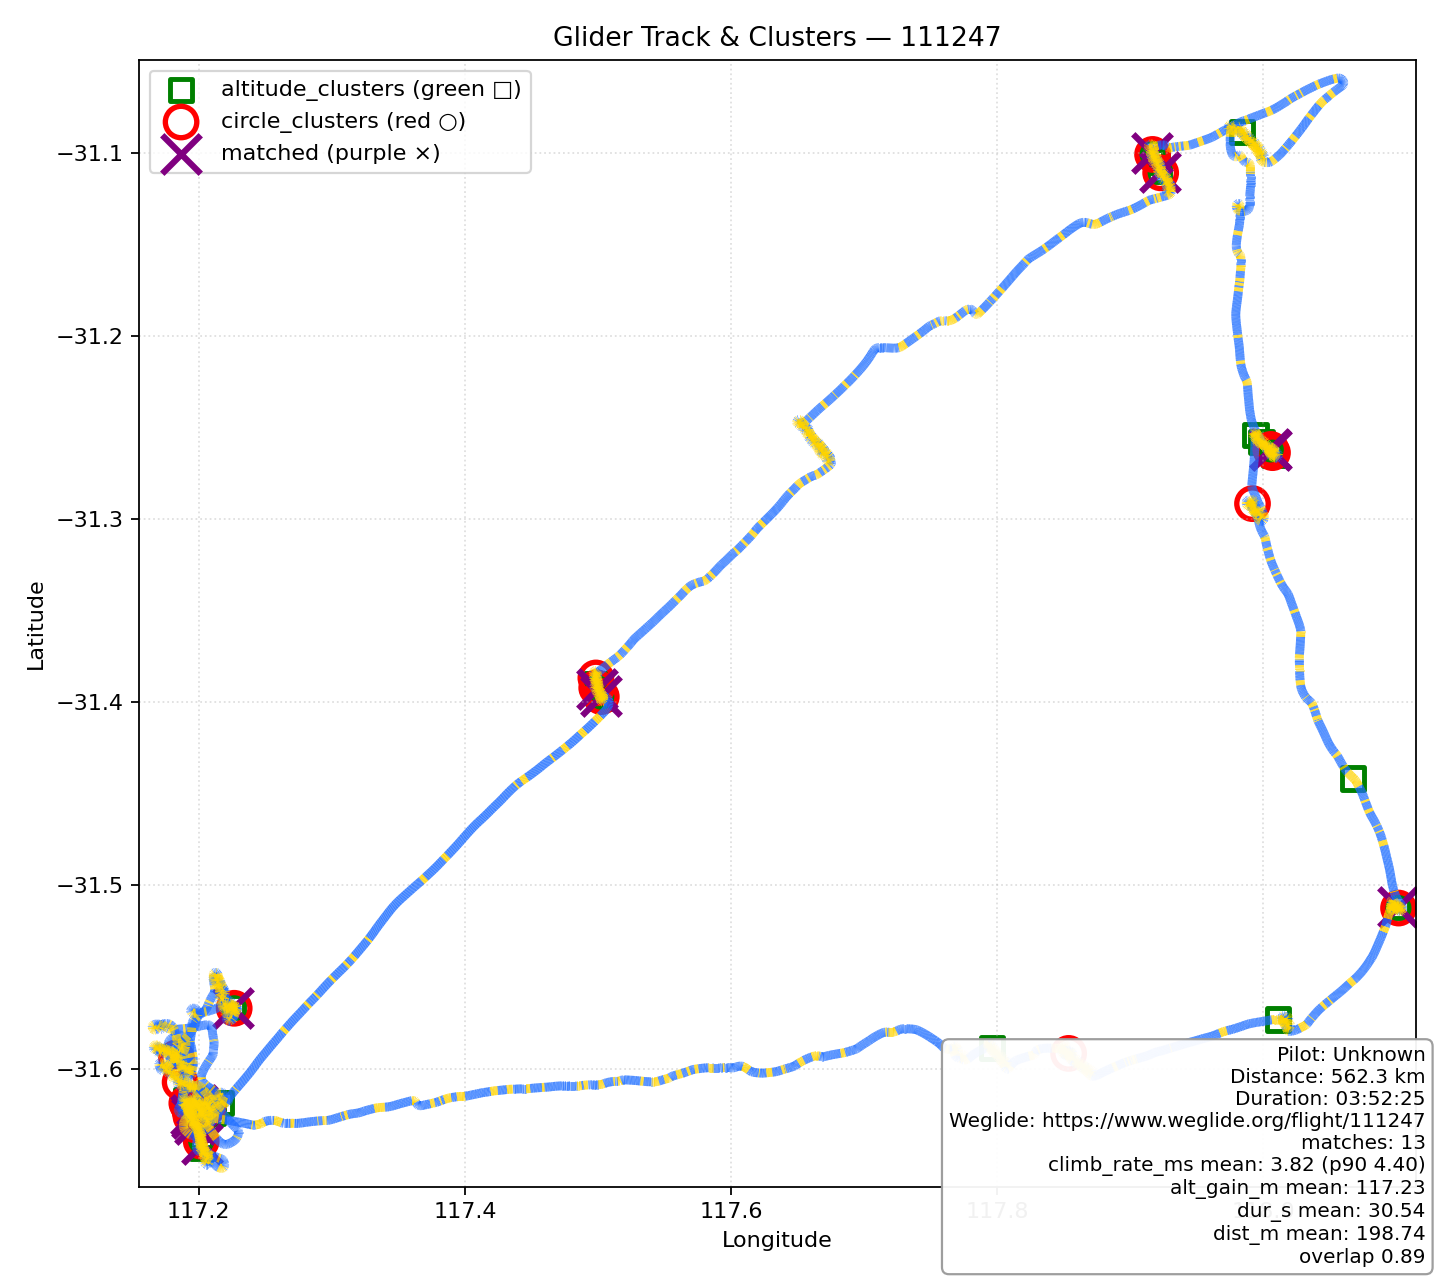 Glider Track & Clusters — 111247
altitude_clusters (green □)
circle_clusters (red ○)
matched (purple ×)
Latitude
−31.1
−31.2
−31.3
−31.4
−31.5
−31.6
117.2
117.4
117.6
117.8
Longitude
Pilot: Unknown
Distance: 562.3 km
Duration: 03:52:25
Weglide: https://www.weglide.org/flight/111247
matches: 13
climb_rate_ms mean: 3.82 (p90 4.40)
alt_gain_m mean: 117.23
dur_s mean: 30.54
dist_m mean: 198.74
overlap 0.89